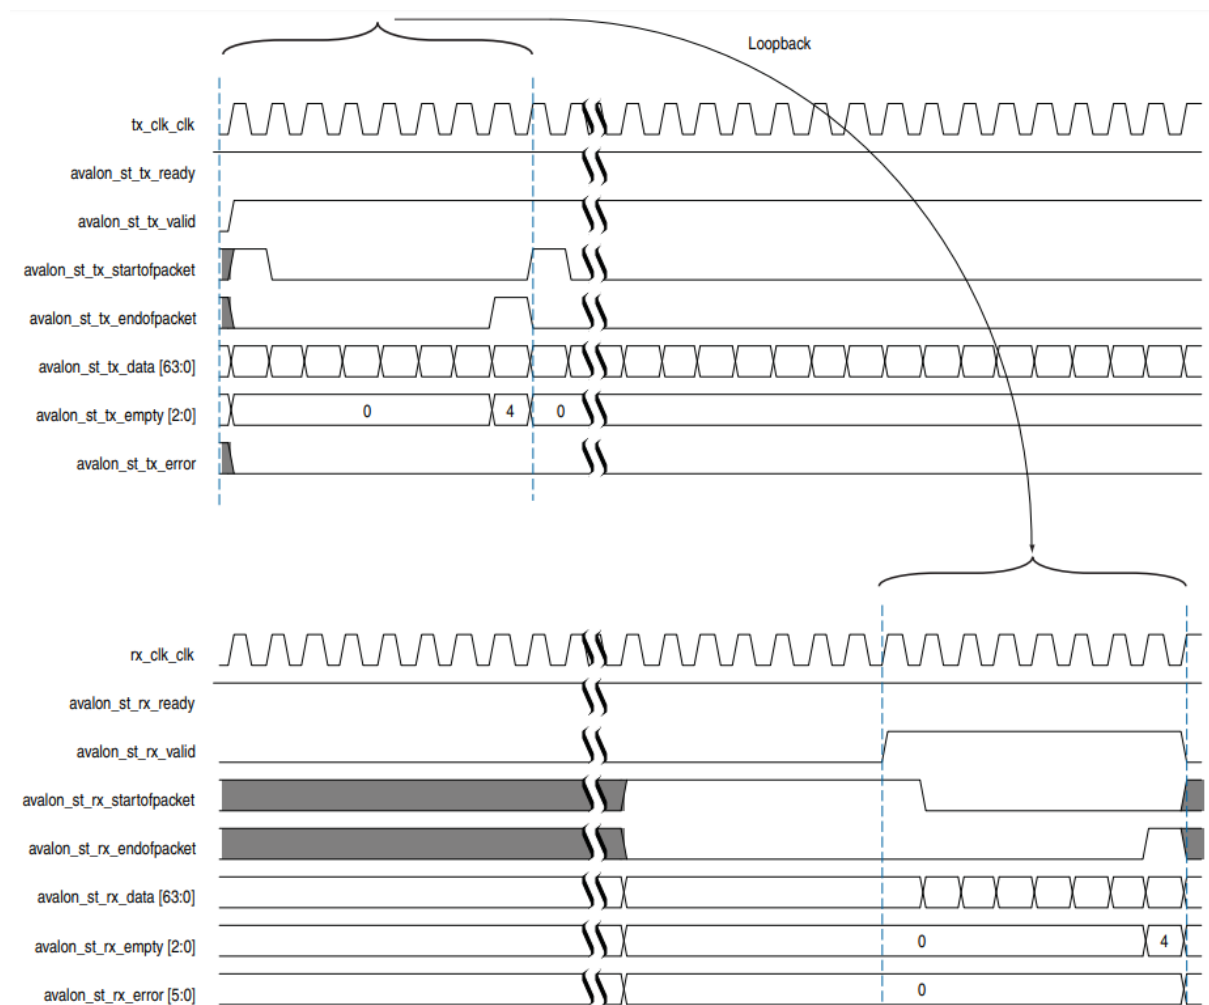 Loopback
tx_clk_clk
avalon_st_tx_ready
avalon_st_tx_valid
avalon_st_tx_startofpacket
avalon_st_tx_endofpacket
avalon_st_tx_data [63:0]
avalon_st_tx_empty [2:0] 0 4 0
avalon_st_tx_error
rx_clk_clk
avalon_st_rx_ready
avalon_st_rx_valid
avalon_st_rx_startofpacket
avalon_st_rx_endofpacket
avalon_st_rx_data [63:0]
avalon_st_rx_empty [2:0] 0 4
avalon_st_rx_error [5:0] 0